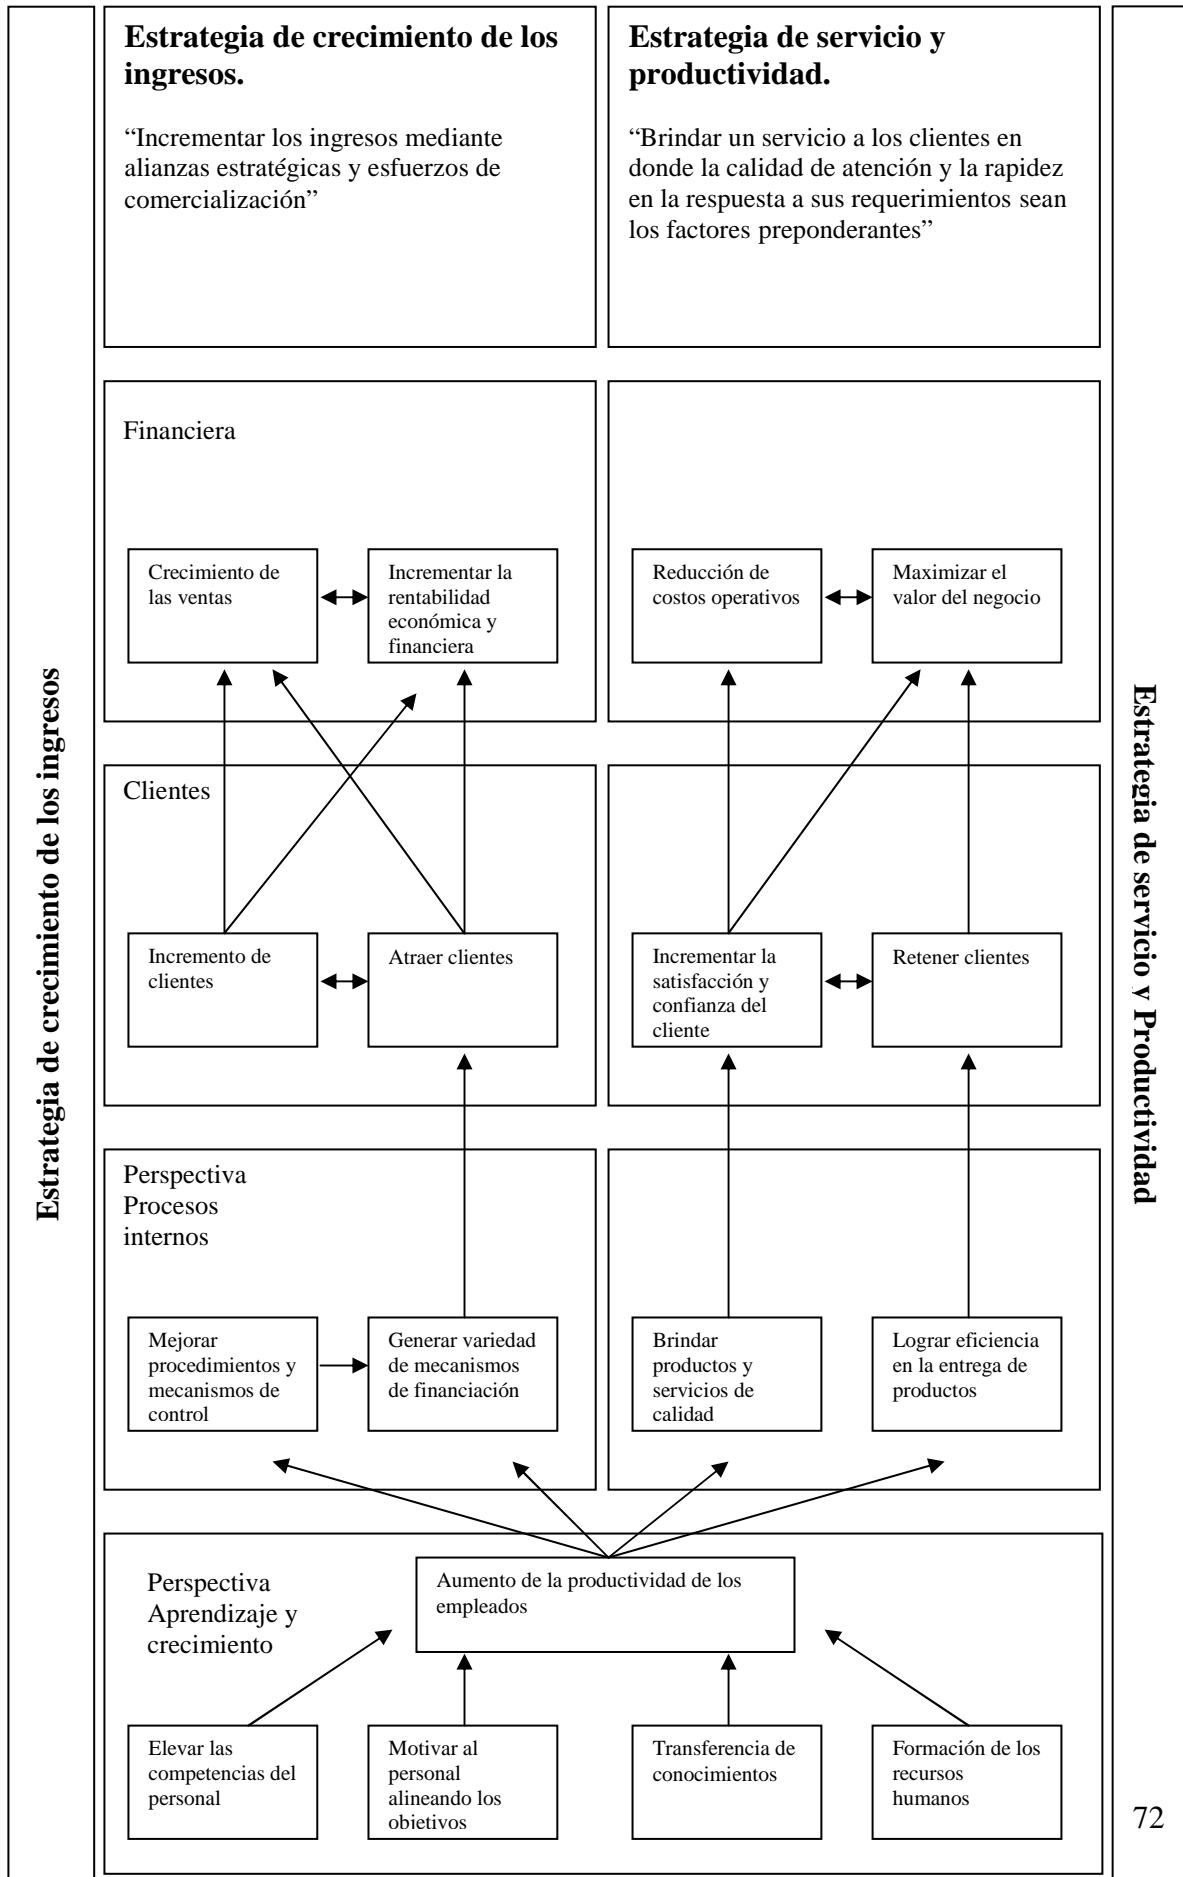 Estrategia de crecimiento de los ingresos
Estrategia de crecimiento de los
ingresos.
“Incrementar los ingresos mediante
alianzas estratégicas y esfuerzos de
comercialización”
Estrategia de servicio y
productividad.
“Brindar un servicio a los clientes en
donde la calidad de atención y la rapidez
en la respuesta a sus requerimientos sean
los factores preponderantes”
Financiera
Crecimiento de
las ventas
Incrementar la
rentabilidad
económica y
financiera
Reducción de
costos operativos
Maximizar el
valor del negocio
Clientes
Incremento de
clientes
Atraer clientes
Incrementar la
satisfacción y
confianza del
cliente
Retener clientes
Perspectiva
Procesos
internos
Mejorar
procedimientos y
mecanismos de
control
Generar variedad
de mecanismos
de financiación
Brindar
productos y
servicios de
calidad
Lograr eficiencia
en la entrega de
productos
Perspectiva
Aprendizaje y
crecimiento
Aumento de la productividad de los
empleados
Elevar las
competencias del
personal
Motivar al
personal
alineando los
objetivos
Transferencia de
conocimientos
Formación de los
recursos
humanos
Estrategia de servicio y Productividad
72